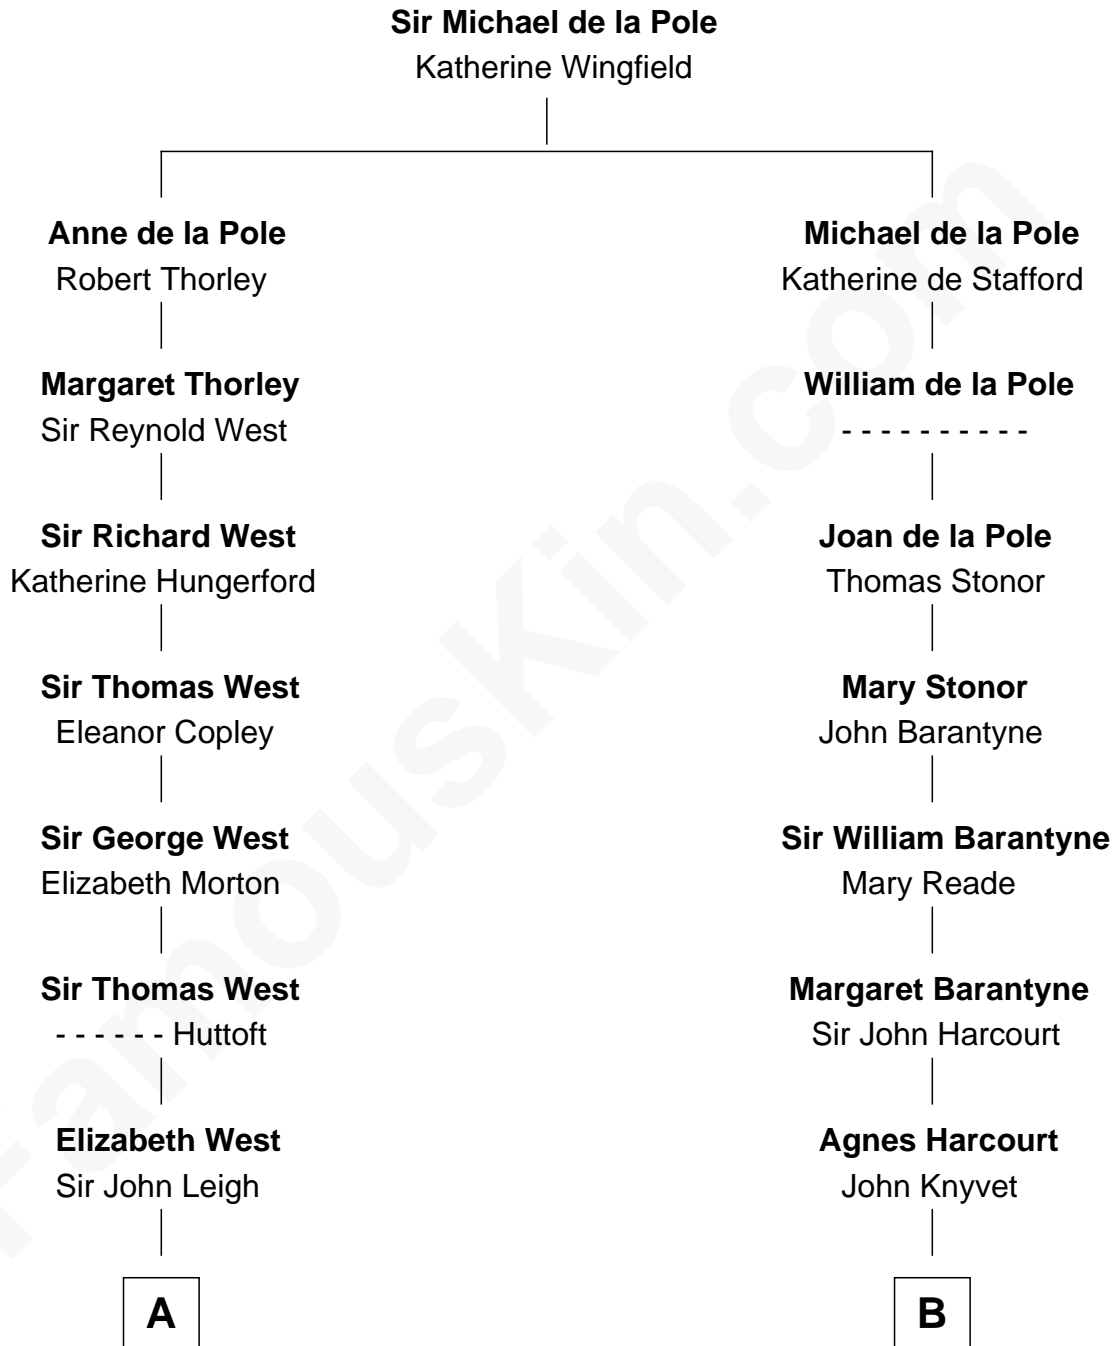 Sir Michael de la Pole
Katherine Wingfield
Anne de la Pole
Robert Thorley
Margaret Thorley
Sir Reynold West
Sir Richard West
Katherine Hungerford
Sir Thomas West
Eleanor Copley
Sir George West
Elizabeth Morton
Sir Thomas West
- - - - - - Huttoft
Elizabeth West
Sir John Leigh
A
Michael de la Pole
Katherine de Stafford
William de la Pole
- - - - - - - - - -
Joan de la Pole
Thomas Stonor
Mary Stonor
John Barantyne
Sir William Barantyne
Mary Reade
Margaret Barantyne
Sir John Harcourt
Agnes Harcourt
John Knyvet
B
FamousKin.com